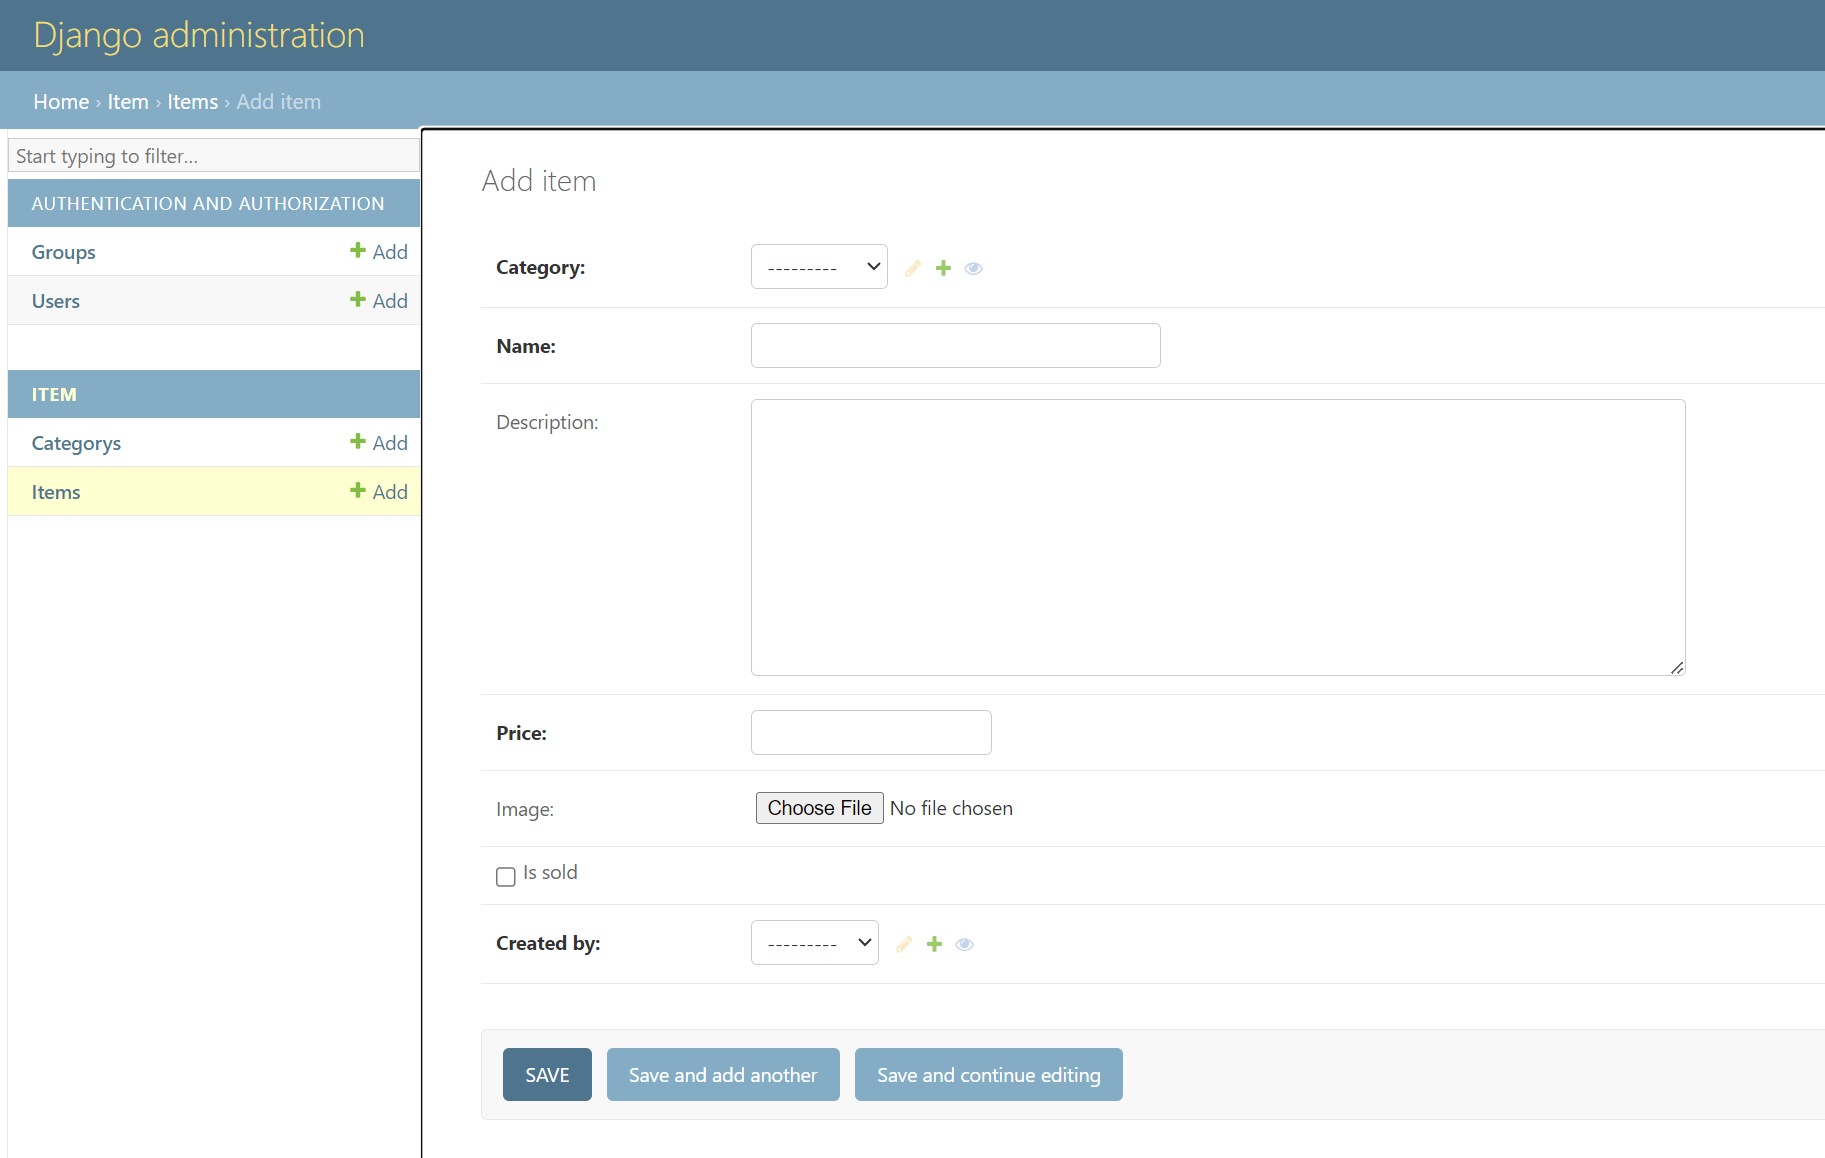 Django administration
Home › Item › Items › Add item
Start typing to filter...
AUTHENTICATION AND AUTHORIZATION
Groups + Add
Users + Add
ITEM
Categorys + Add
Items + Add
Add item
Category: ---------
Name:
Description:
Price:
Image: Choose File No file chosen
Is sold
Created by: ---------
SAVE Save and add another Save and continue editing